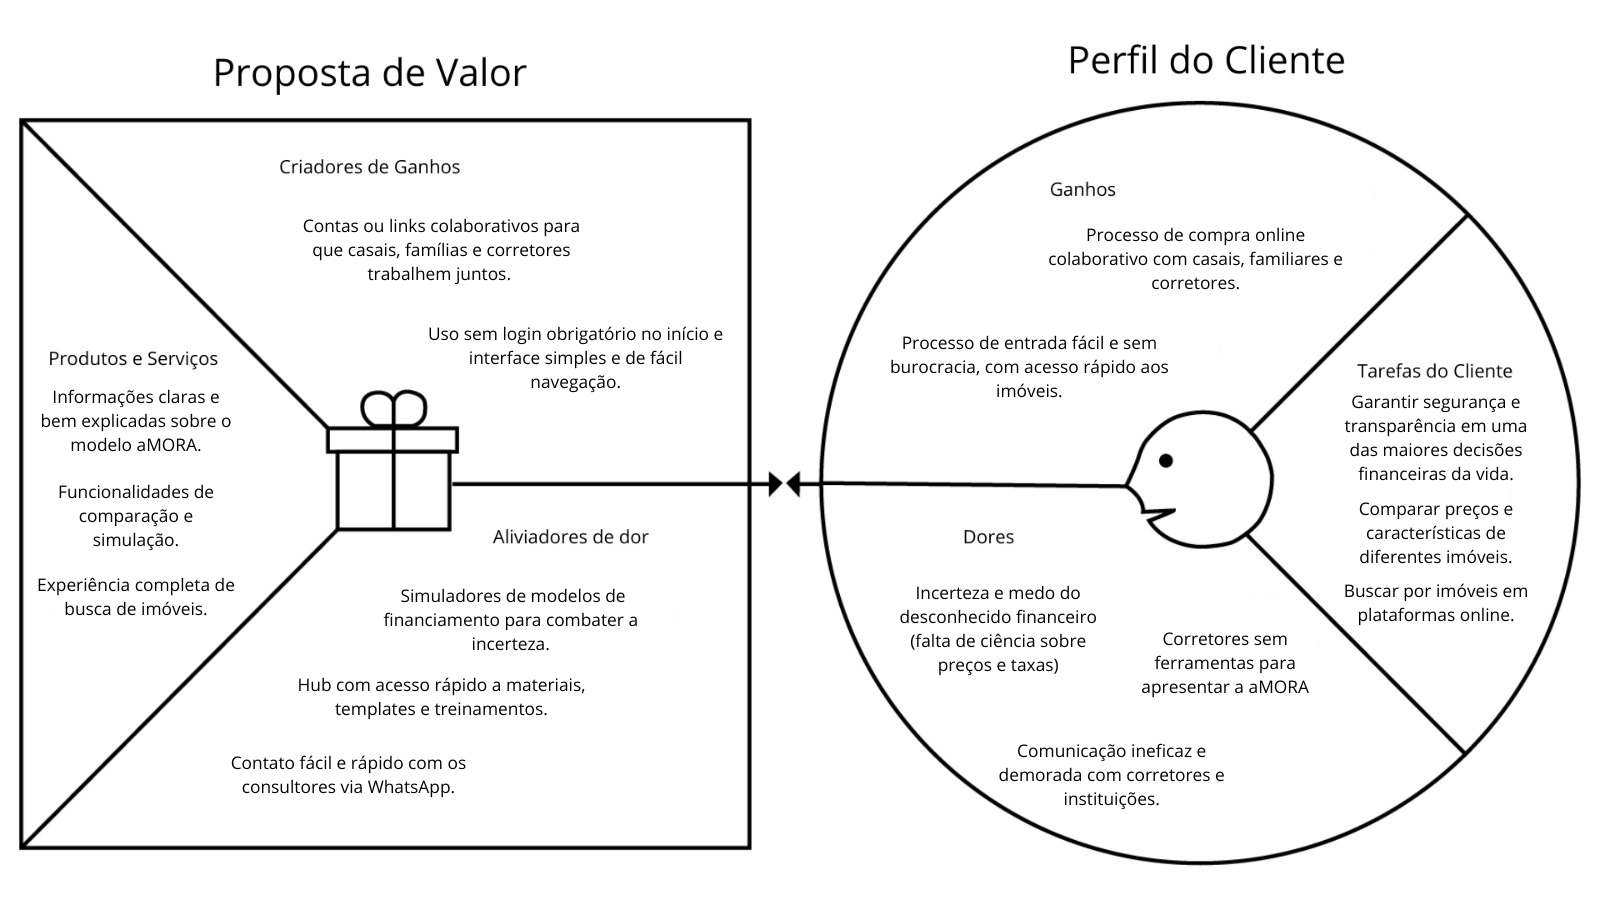 Proposta de Valor
Criadores de Ganhos
Contas ou links colaborativos para
que casais, famílias e corretores
trabalhem juntos.
Uso sem login obrigatório no início e
interface simples e de fácil
navegação.
Produtos e Serviços
Informações claras e
bem explicadas sobre o
modelo aMORA.
Funcionalidades de
comparação e
simulação.
Experiência completa de
busca de imóveis.
Aliviadores de dor
Simuladores de modelos de
financiamento para combater a
incerteza.
Hub com acesso rápido a materiais,
templates e treinamentos.
Contato fácil e rápido com os
consultores via WhatsApp.
Perfil do Cliente
Ganhos
Processo de compra online
colaborativo com casais, familiares e
corretores.
Processo de entrada fácil e sem
burocracia, com acesso rápido aos
imóveis.
Tarefas do Cliente
Garantir segurança e
transparência em uma
das maiores decisões
financeiras da vida.
Comparar preços e
características de
diferentes imóveis.
Buscar por imóveis em
plataformas online.
Dores
Incerteza e medo do
desconhecido financeiro
(falta de ciência sobre
preços e taxas)
Corretores sem
ferramentas para
apresentar a aMORA
Comunicação ineficaz e
demorada com corretores e
instituições.